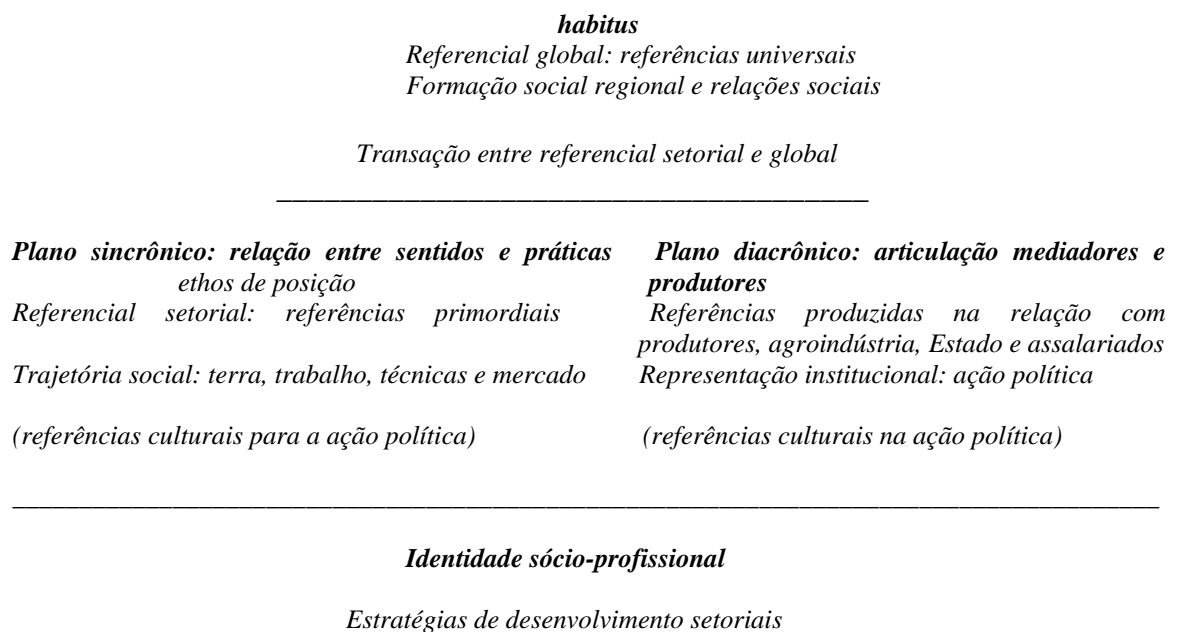 habitus
Referencial global: referências universais
Formação social regional e relações sociais
Transação entre referencial setorial e global
Plano sincrônico: relação entre sentidos e práticas
ethos de posição
Referencial setorial: referências primordiais
Trajetória social: terra, trabalho, técnicas e mercado
(referências culturais para a ação política)
Plano diacrônico: articulação mediadores e
produtores
Referências produzidas na relação com
produtores, agroindústria, Estado e assalariados
Representação institucional: ação política
(referências culturais na ação política)
Identidade sócio-profissional
Estratégias de desenvolvimento setoriais